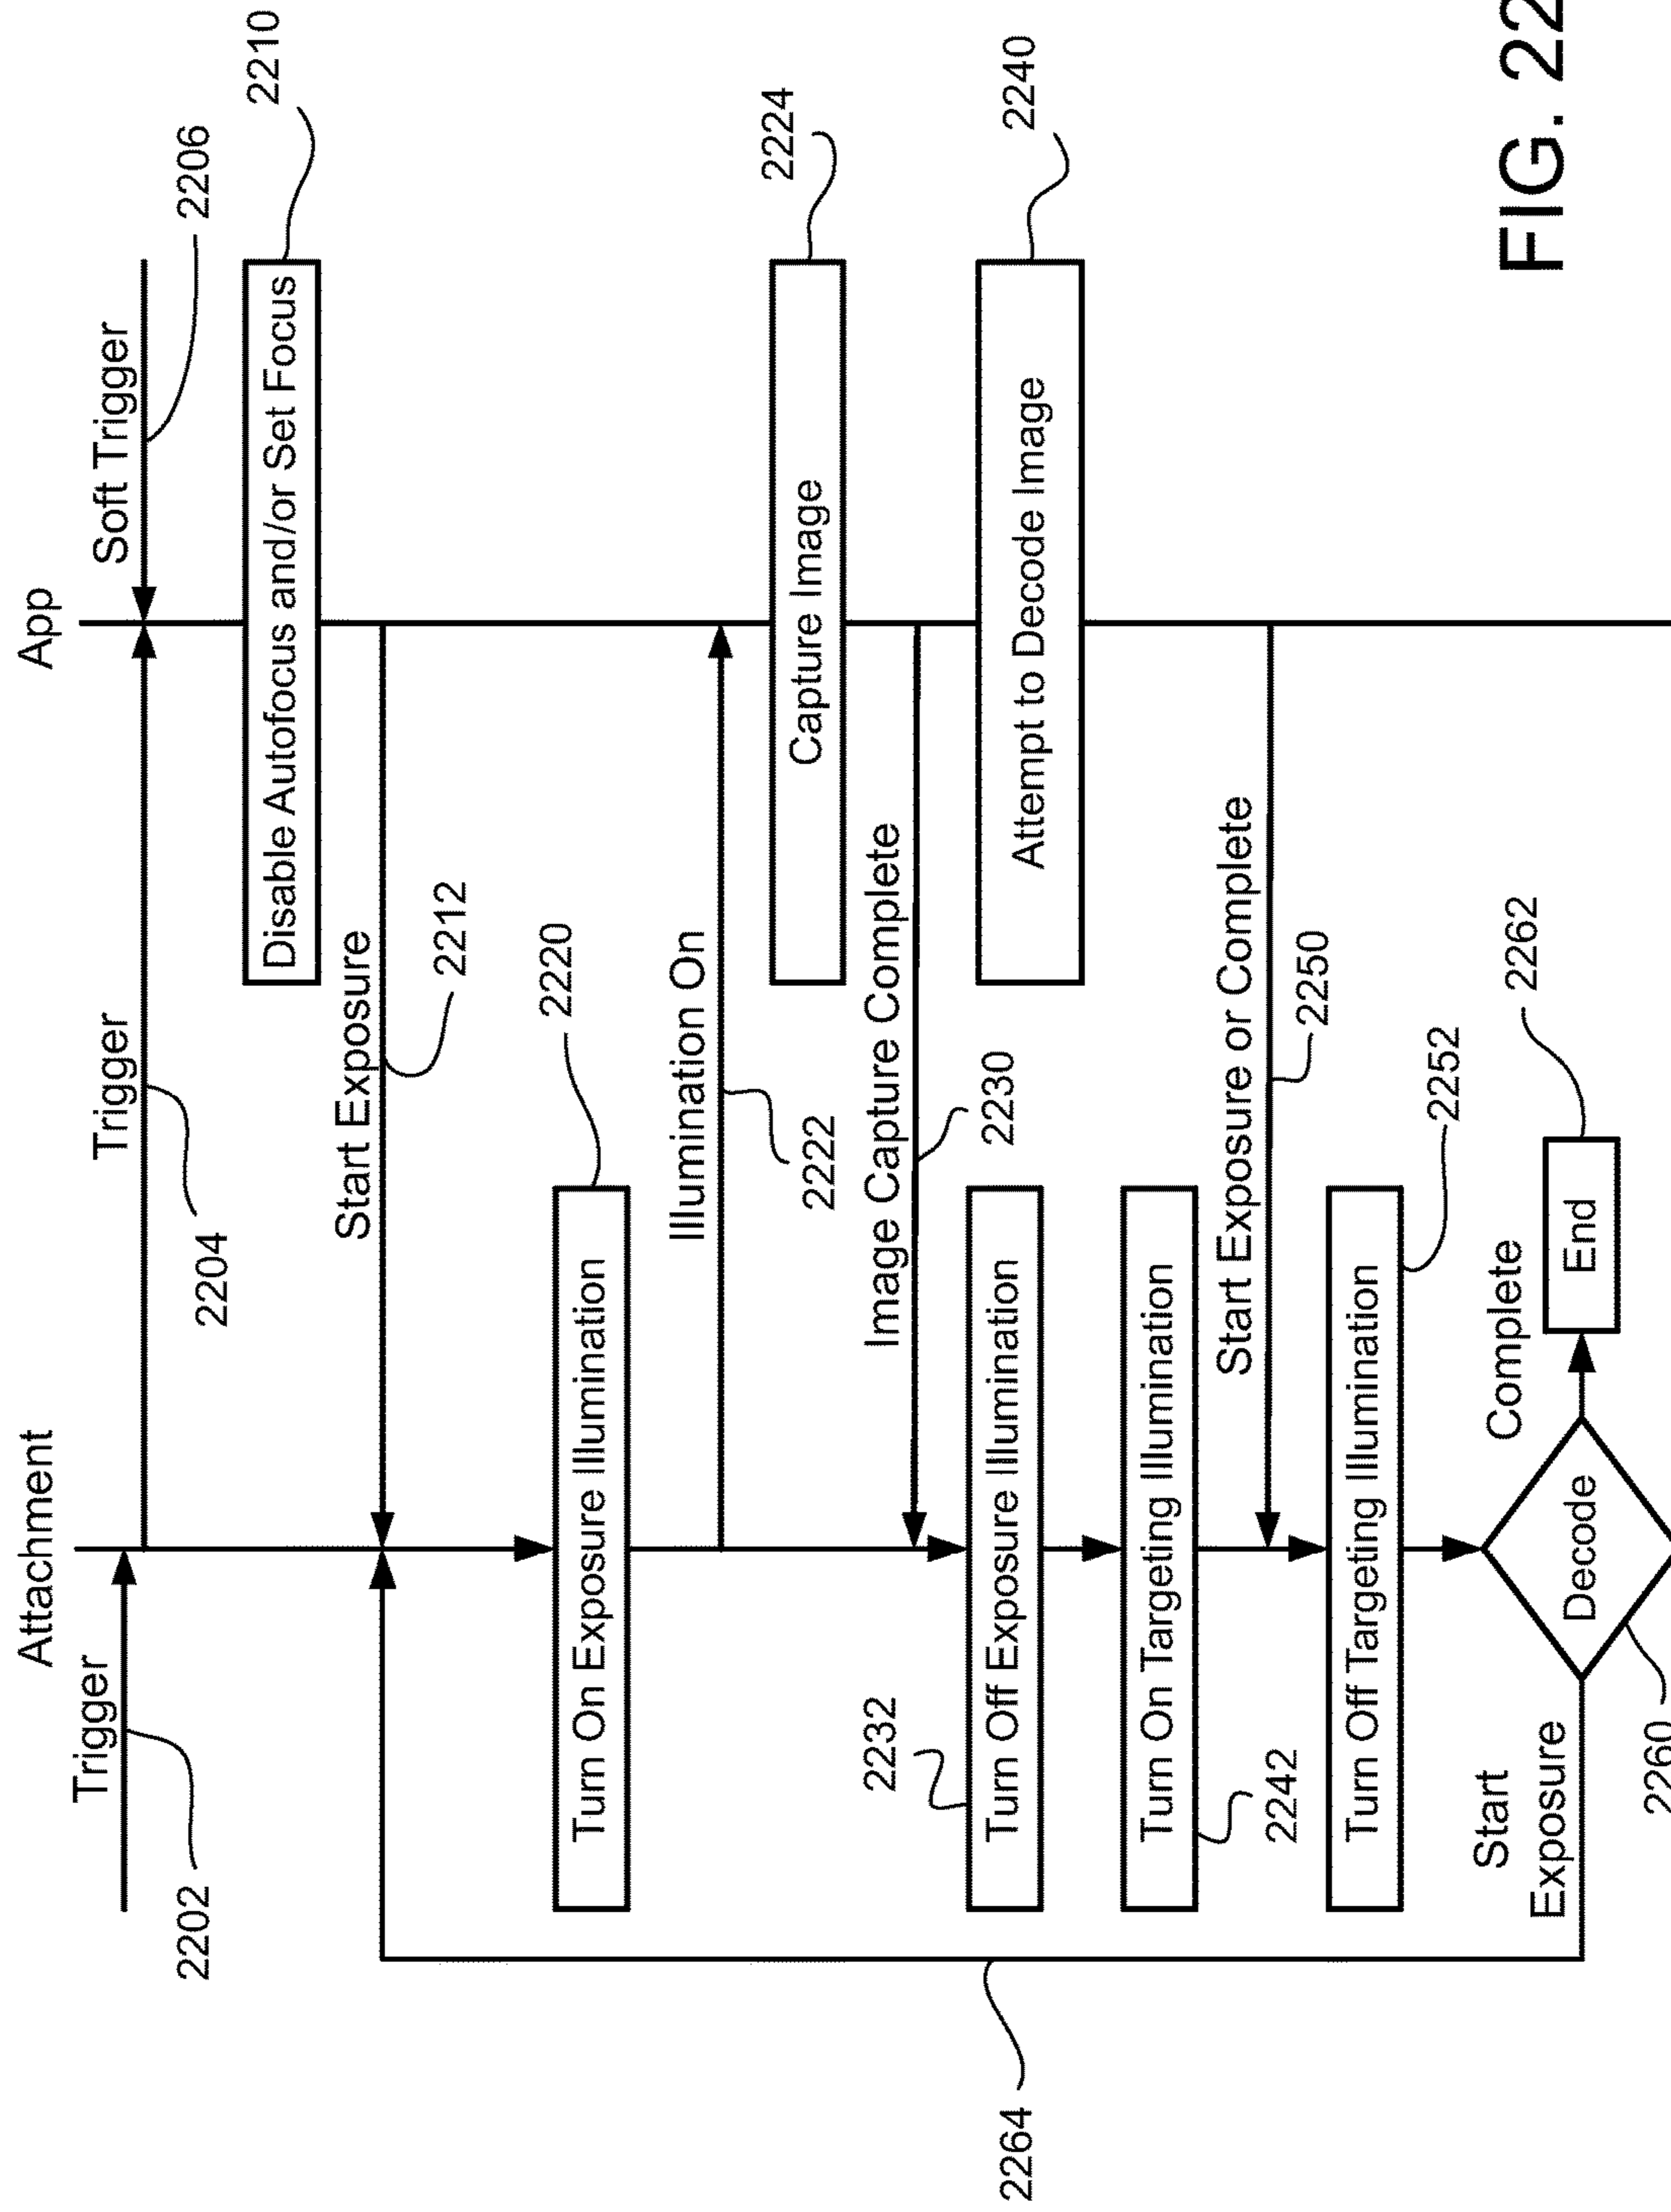 Attachment
App
Trigger
2202
Trigger
2204
Soft Trigger
2206
Disable Autofocus and/or Set Focus
2210
Start Exposure
2212
Turn On Exposure Illumination
2220
Illumination On
2222
Capture Image
2224
Image Capture Complete
2230
2232
Turn Off Exposure Illumination
Attempt to Decode Image
2240
Turn On Targeting Illumination
2242
Start Exposure or Complete
2250
Turn Off Targeting Illumination
2252
Start
Exposure
Decode
2260
Complete
End
2262
2264
FIG. 22